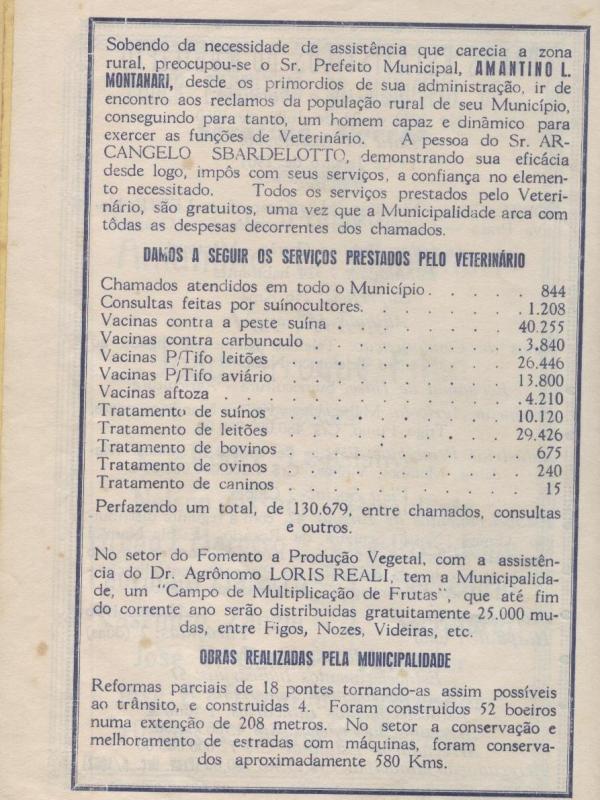 Sobendo da necessidade de assistência que carecia a zona
rural, preocupou-se o Sr. Prefeito Municipal, AMANTINO L.
MONTANARI, desde os primordios de sua administração, ir de
encontro aos reclamos da população rural de seu Município,
conseguindo para tanto, um homem capaz e dinâmico para
exercer as funções de Veterinário. A pessoa do Sr. AR-
CANGELO SBARDELOTTO, demonstrando sua eficácia
desde logo, impôs com seus serviços, a confiança no elemen-
to necessitado. Todos os serviços prestados pelo Veteri-
nário, são gratuitos, uma vez que a Municipalidade arca com
tôdas as despesas decorrentes dos chamados.
DAMOS A SEGUIR OS SERVIÇOS PRESTADOS PELO VETERINÁRIO
Chamados atendidos em todo o Município . . . . . 844
Consultas feitas por suínocultores. . . . . . . 1.208
Vacinas contra a peste suína . . . . . . . 40.255
Vacinas contra carbunculo . . . . . . . .3.840
Vacinas P/Tifo leitões . . . . . . . . 26.446
Vacinas P/Tifo aviário . . . . . . . . 13.800
Vacinas aftoza . . . . . . . . . .4.210
Tratamento de suínos . . . . . . . . 10.120
Tratamento de leitões . . . . . . . . 29.426
Tratamento de bovinos . . . . . . . . 675
Tratamento de ovinos . . . . . . . . 240
Tratamento de caninos . . . . . . . . 15
Perfazendo um total, de 130.679, entre chamados, consultas
e outros.
No setor do Fomento a Produção Vegetal, com a assistên-
cia do Dr. Agrônomo LORIS REALI, tem a Municipalida-
de, um "Campo de Multiplicação de Frutas", que até fim
do corrente ano serão distribuidas gratuitamente 25.000 mu-
das, entre Figos, Nozes, Videiras, etc.
OBRAS REALIZADAS PELA MUNICIPALIDADE
Reformas parciais de 18 pontes tornando-as assim possíveis
ao trânsito, e construidas 4. Foram construidos 52 boeiros
numa extenção de 208 metros. No setor a conservação e
melhoramento de estradas com máquinas, foram conserva-
dos aproximadamente 580 Kms.